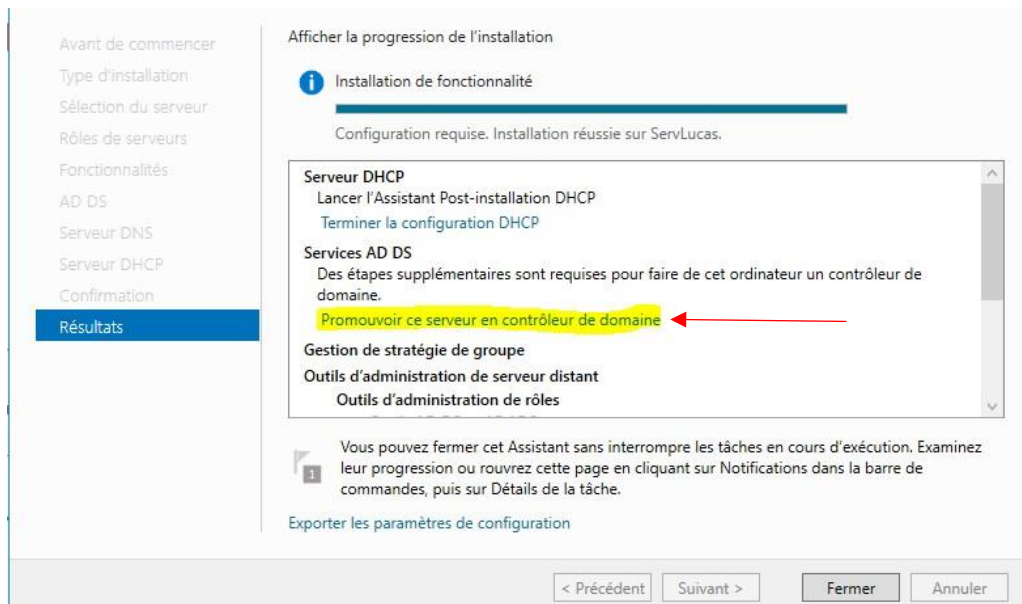 Avant de commencer
Type d'installation
Sélection du serveur
Rôles de serveurs
Fonctionnalités
AD DS
Serveur DNS
Serveur DHCP
Confirmation
Résultats
Afficher la progression de l'installation
Installation de fonctionnalité
Configuration requise. Installation réussie sur ServLucas.
Serveur DHCP
Lancer l'Assistant Post-installation DHCP
Terminer la configuration DHCP
Services AD DS
Des étapes supplémentaires sont requises pour faire de cet ordinateur un contrôleur de
domaine.
Promouvoir ce serveur en contrôleur de domaine
Gestion de stratégie de groupe
Outils d'administration de serveur distant
Outils d'administration de rôles
1
Vous pouvez fermer cet Assistant sans interrompre les tâches en cours d'exécution. Examinez
leur progression ou rouvrez cette page en cliquant sur Notifications dans la barre de
commandes, puis sur Détails de la tâche.
Exporter les paramètres de configuration
< Précédent
Suivant >
Fermer
Annuler